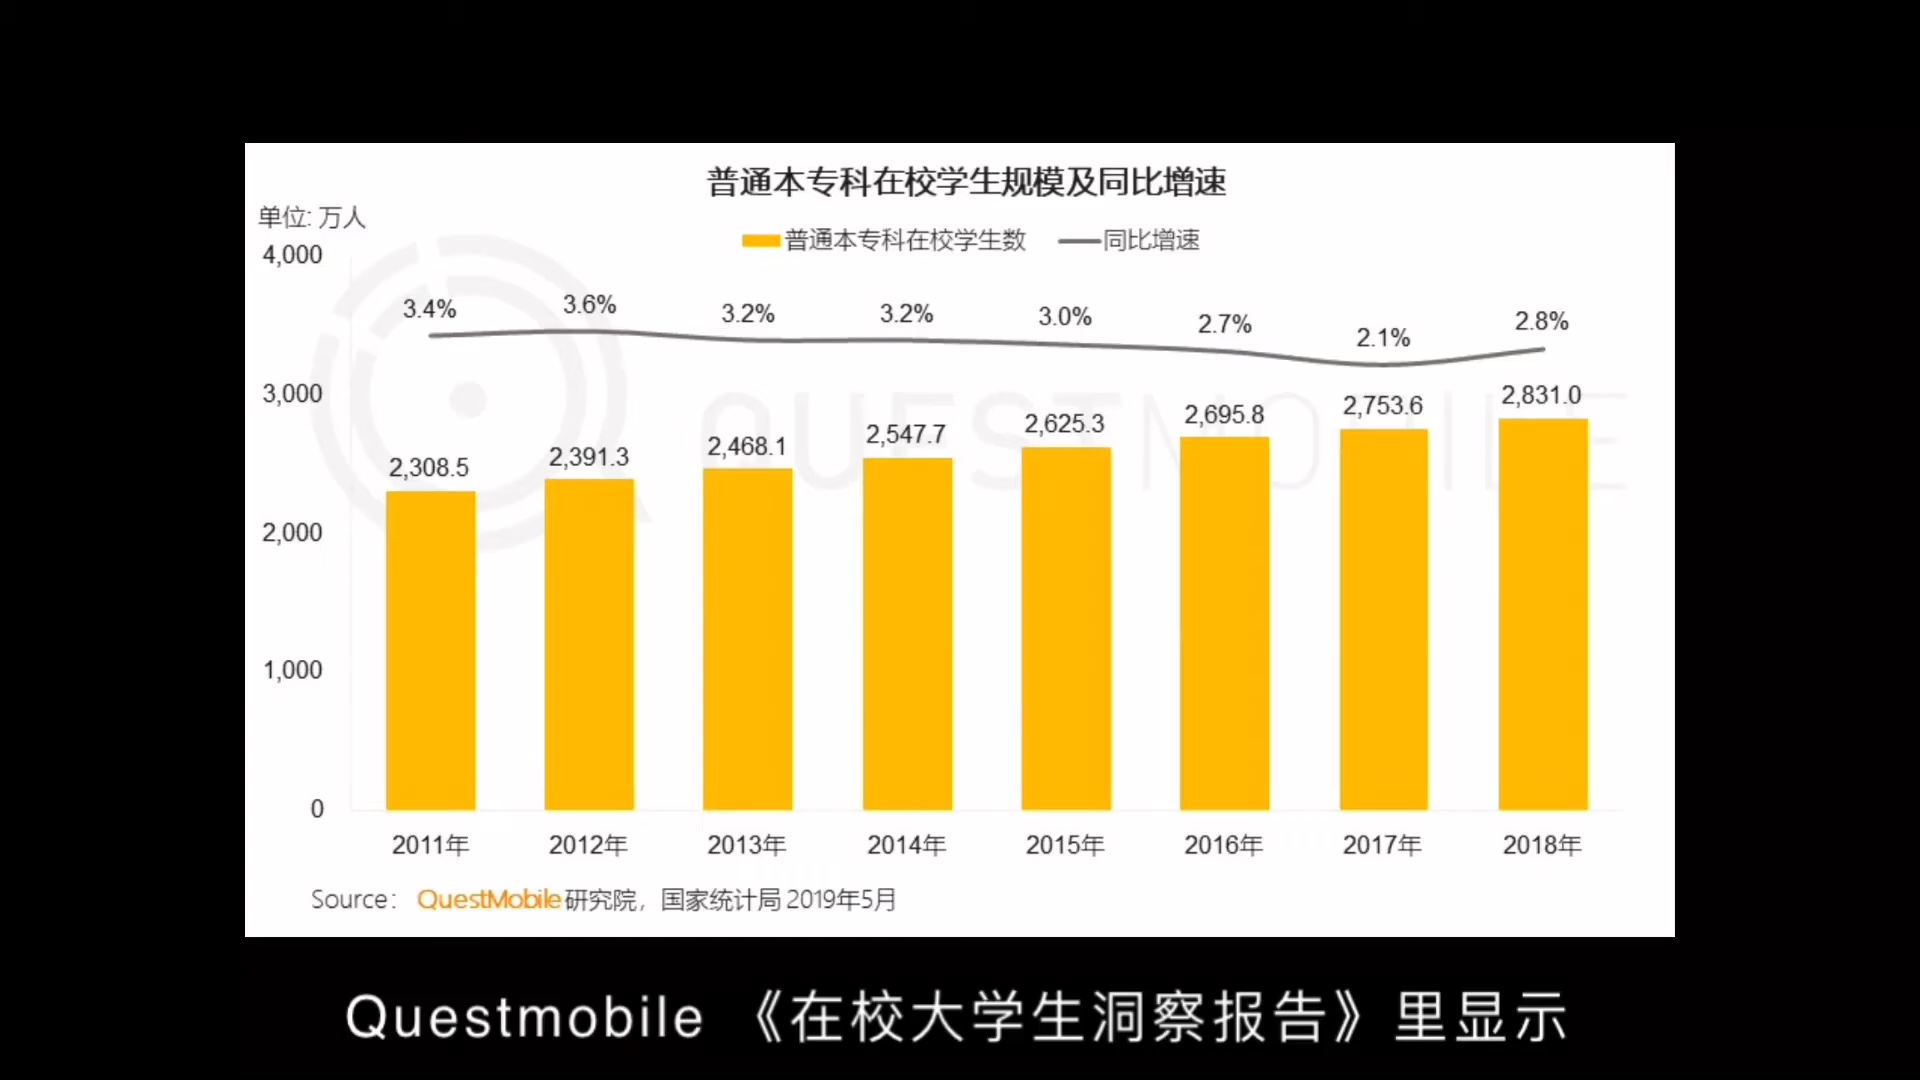 普通本专科在校学生规模及同比增速
单位: 万人
普通本专科在校学生数 同比增速
4,000
3,000
2,000
1,000
0
3.4% 3.6% 3.2% 3.2% 3.0% 2.7% 2.1% 2.8%
2,308.5 2,391.3 2,468.1 2,547.7 2,625.3 2,695.8 2,753.6 2,831.0
QUESTMOBILE
2011年 2012年 2013年 2014年 2015年 2016年 2017年 2018年
Source: QuestMobile研究院，国家统计局 2019年5月
Questmobile 《在校大学生洞察报告》里显示